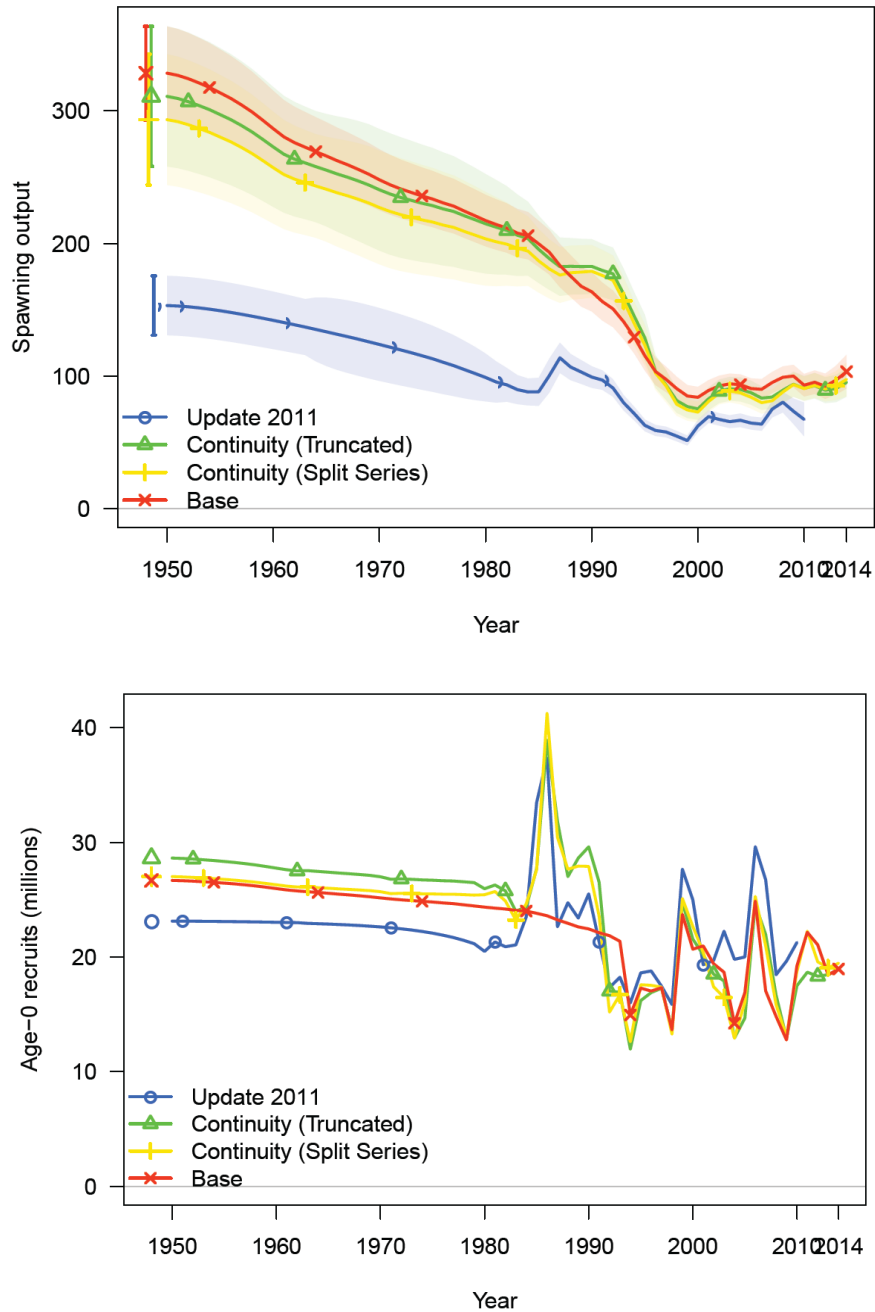 Spawning output
300
200
100
0
Update 2011
Continuity (Truncated)
Continuity (Split Series)
Base
1950 1960 1970 1980 1990 2000 2010 2014
Year
Age−0 recruits (millions)
40
30
20
10
0
Update 2011
Continuity (Truncated)
Continuity (Split Series)
Base
1950 1960 1970 1980 1990 2000 2010 2014
Year